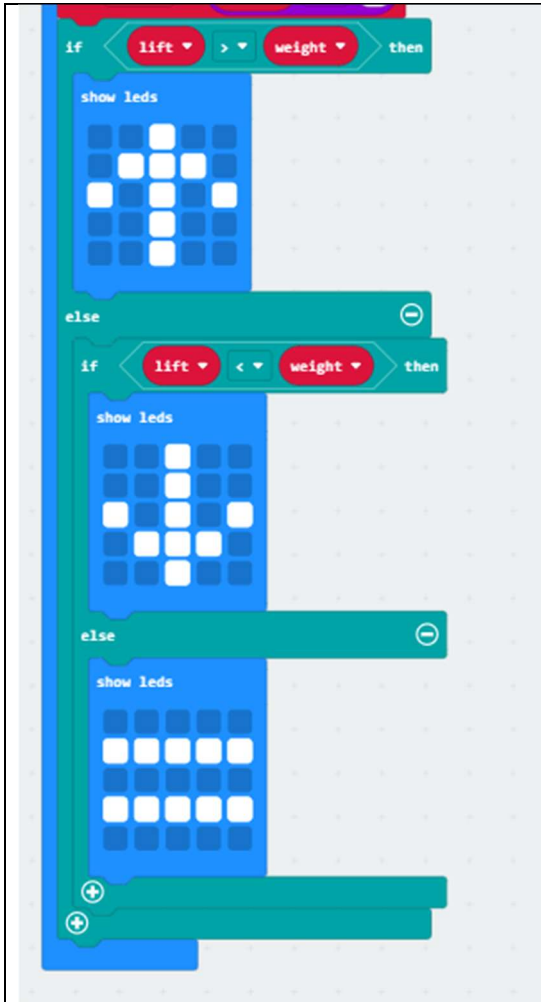 if lift > weight then
show leds
else
if lift < weight then
show leds
else
show leds